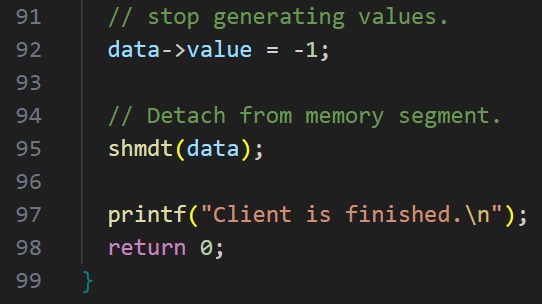 91 // stop generating values.
92 data->value = -1;
93
94 // Detach from memory segment.
95 shmdt(data);
96
97 printf("Client is finished.\n");
98 return 0;
99 }